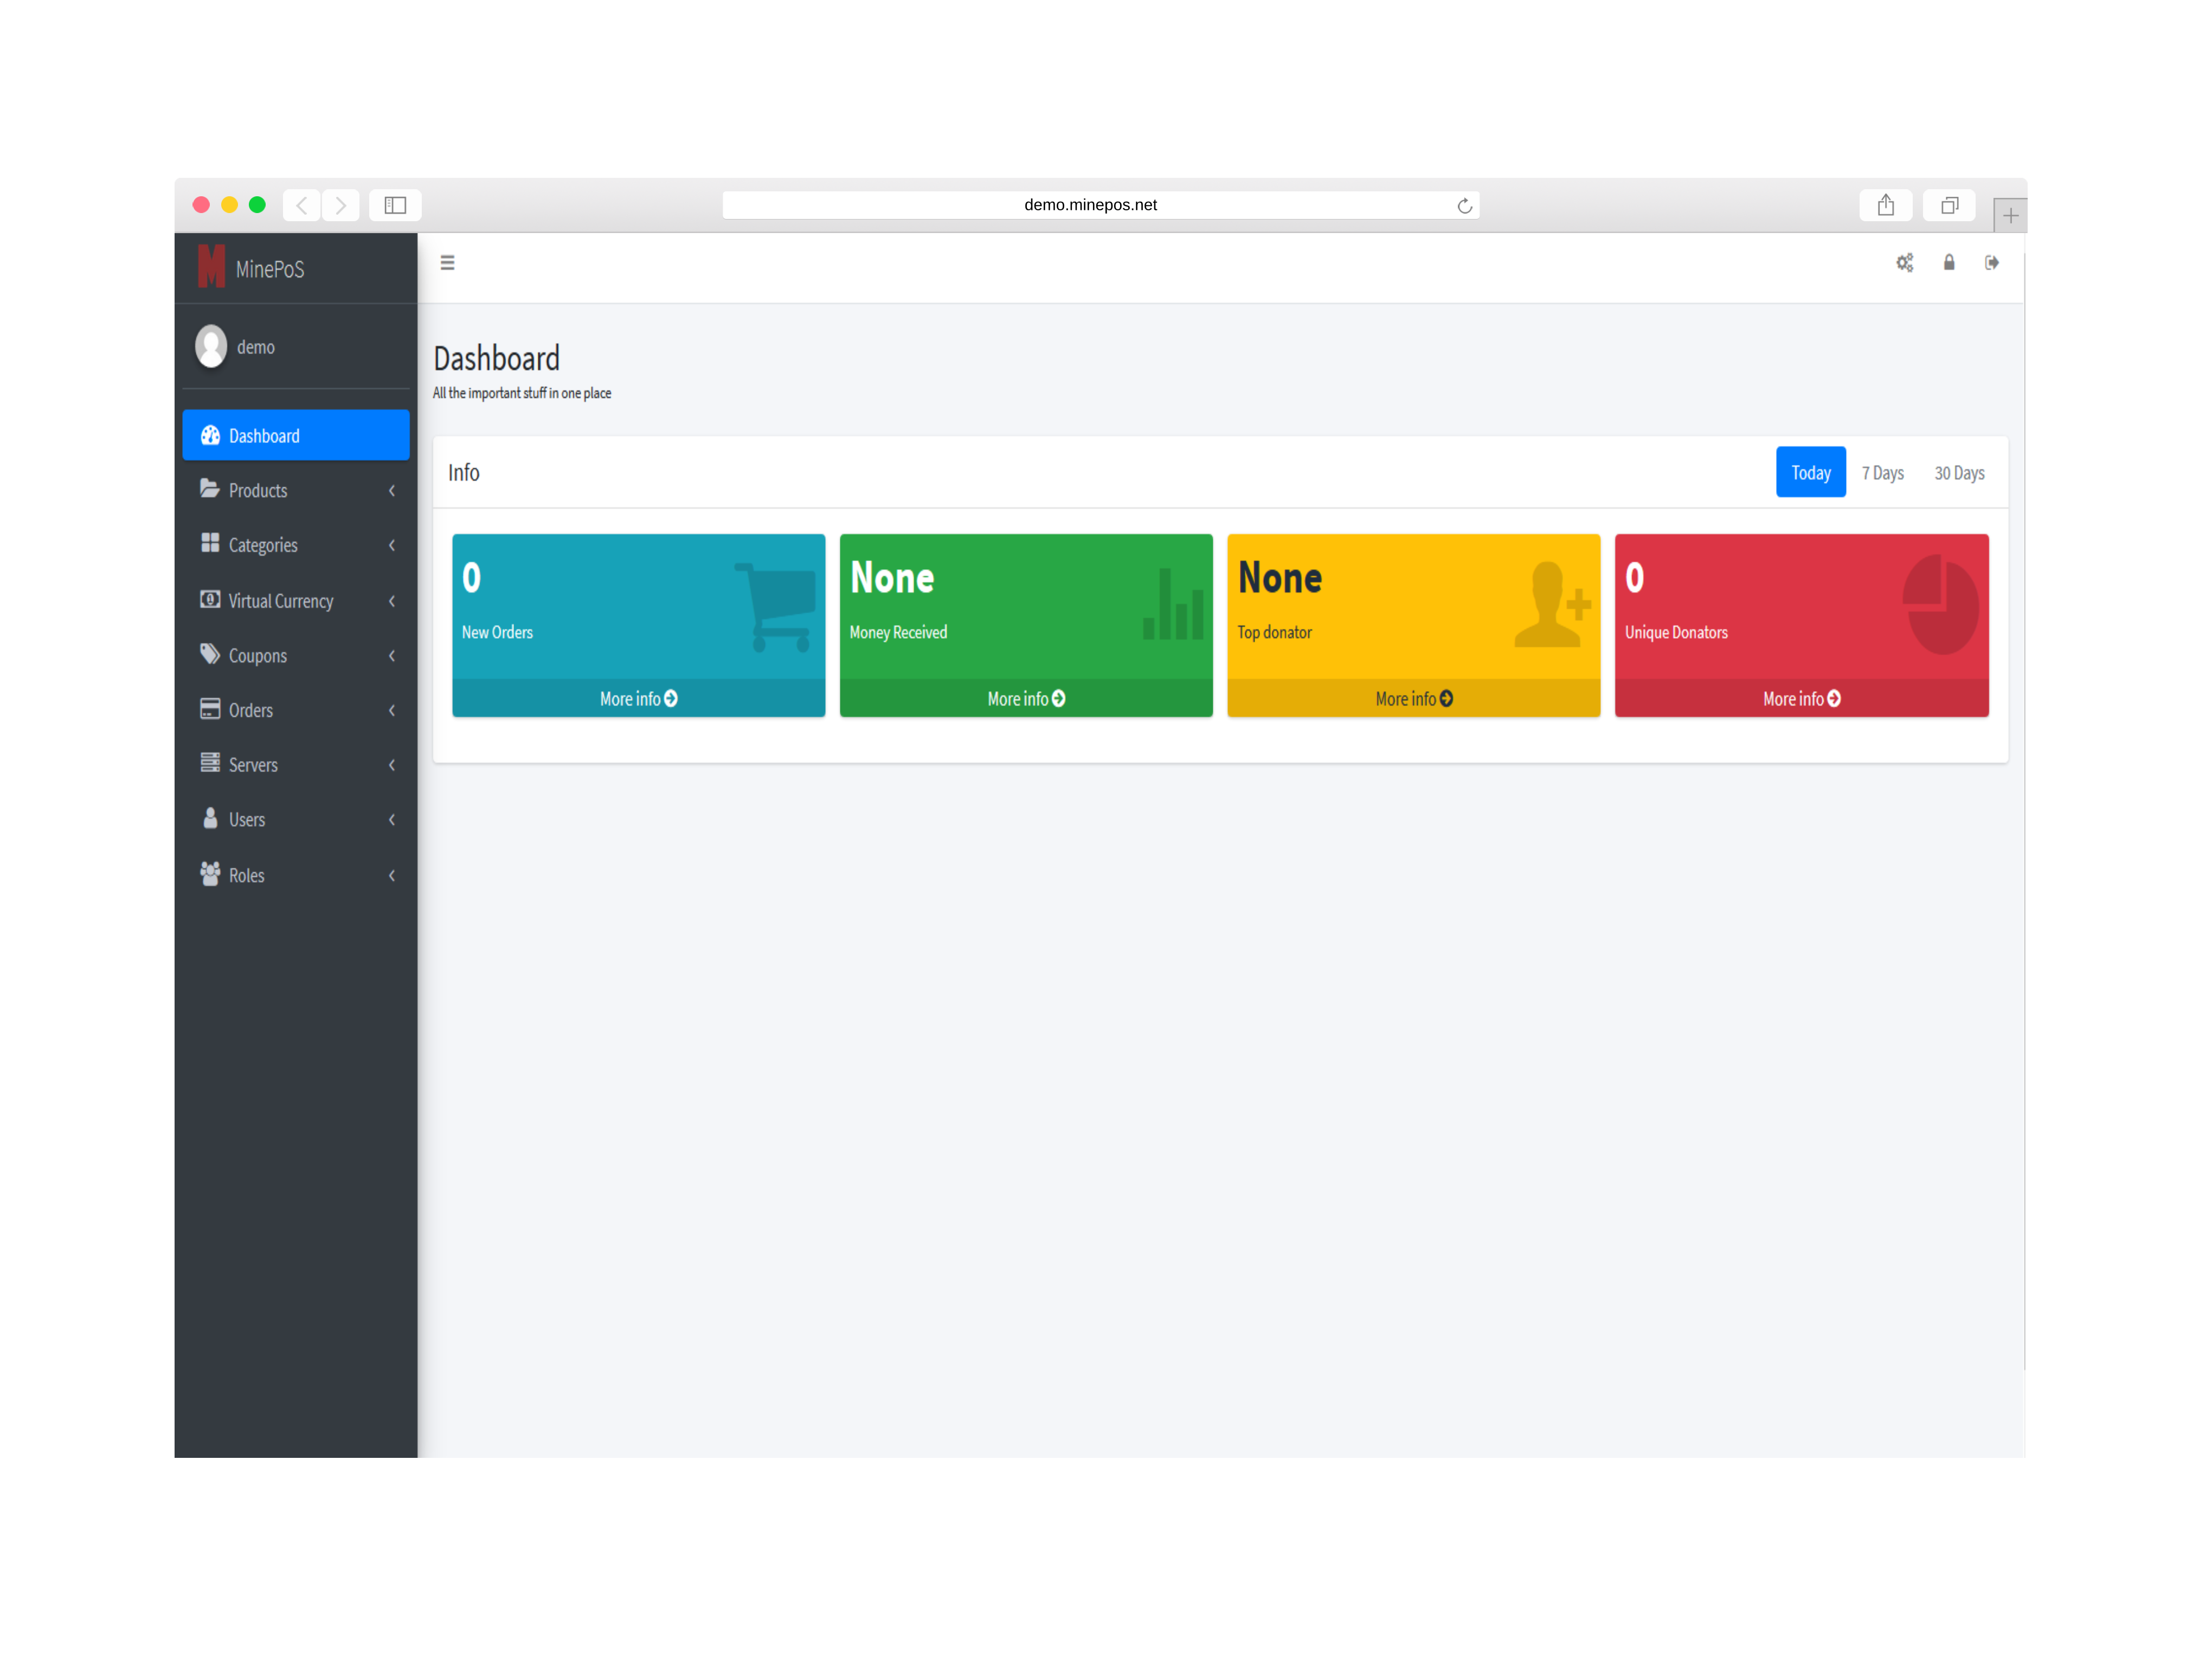 demo.minepos.net
MinePoS
demo
Dashboard
Products
Categories
Virtual Currency
Coupons
Orders
Servers
Users
Roles
Dashboard
All the important stuff in one place
Info
Today 7 Days 30 Days
0
New Orders
More info
None
Money Received
More info
None
Top donator
More info
0
Unique Donators
More info